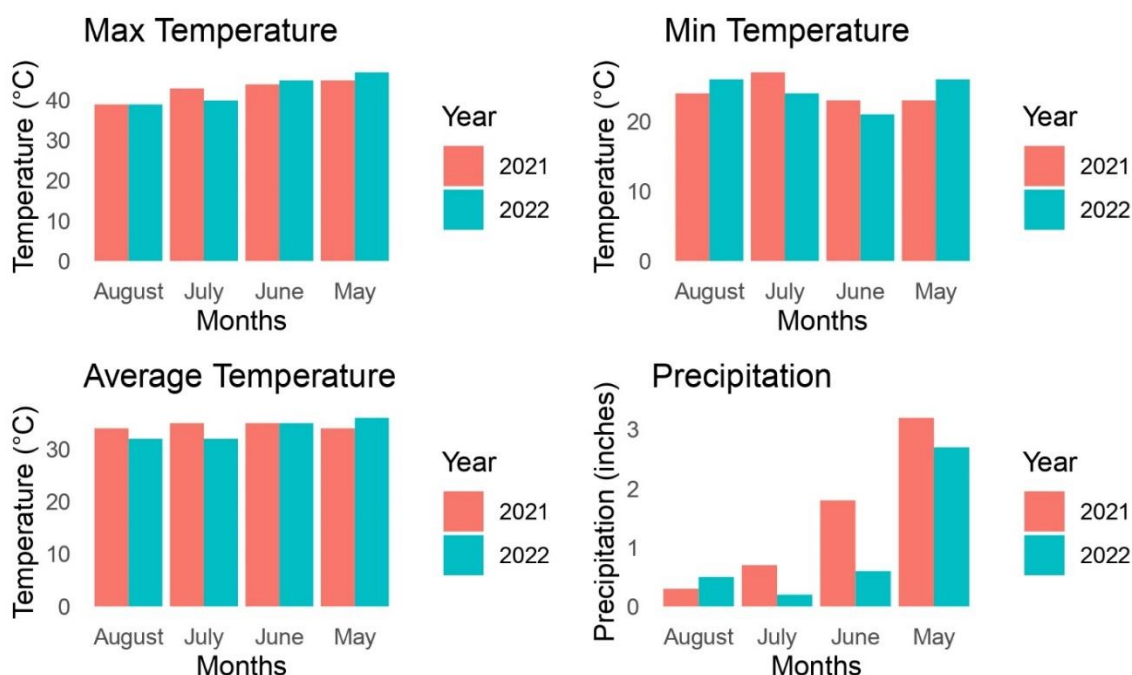 Max Temperature
Temperature (°C)
40
30
20
10
0
August July June May
Months
Year
2021
2022
Min Temperature
Temperature (°C)
20
10
0
August July June May
Months
Year
2021
2022
Average Temperature
Temperature (°C)
30
20
10
0
August July June May
Months
Year
2021
2022
Precipitation
Precipitation (inches)
3
2
1
0
August July June May
Months
Year
2021
2022